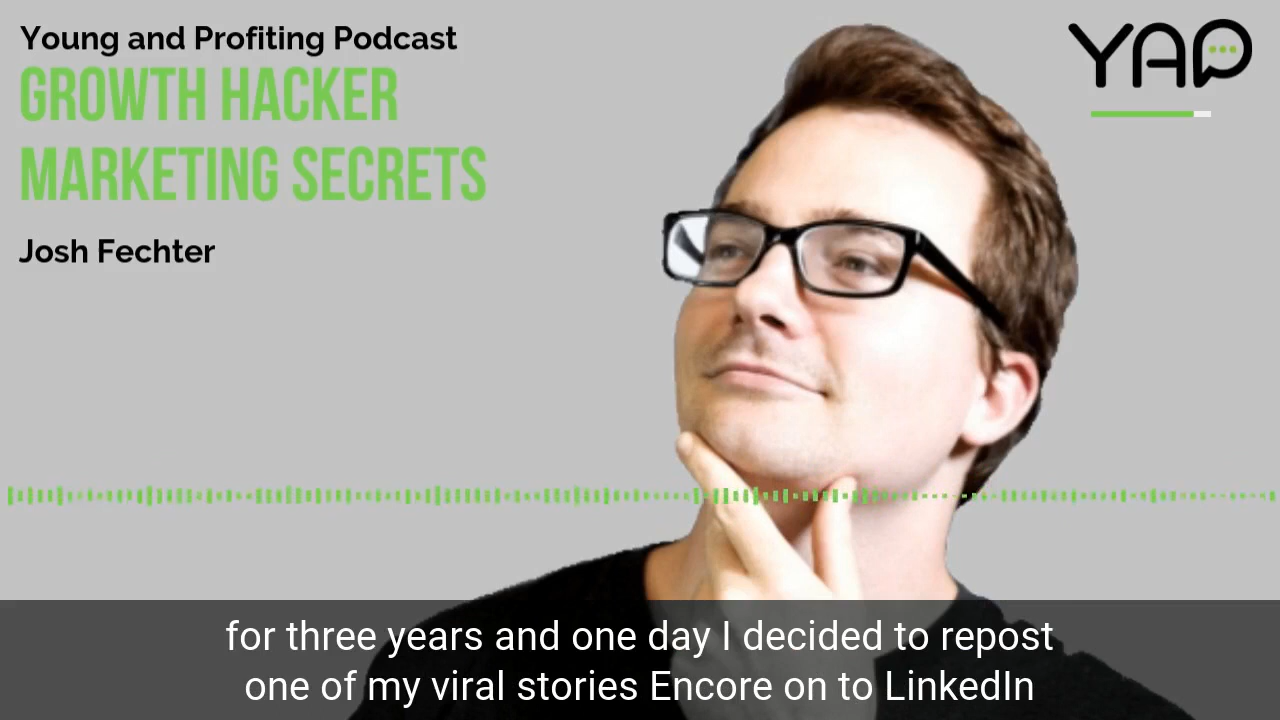 Young and Profiting Podcast
YAP
GROWTH HACKER
MARKETING SECRETS
Josh Fechter
for three years and one day I decided to repost
one of my viral stories Encore on to LinkedIn